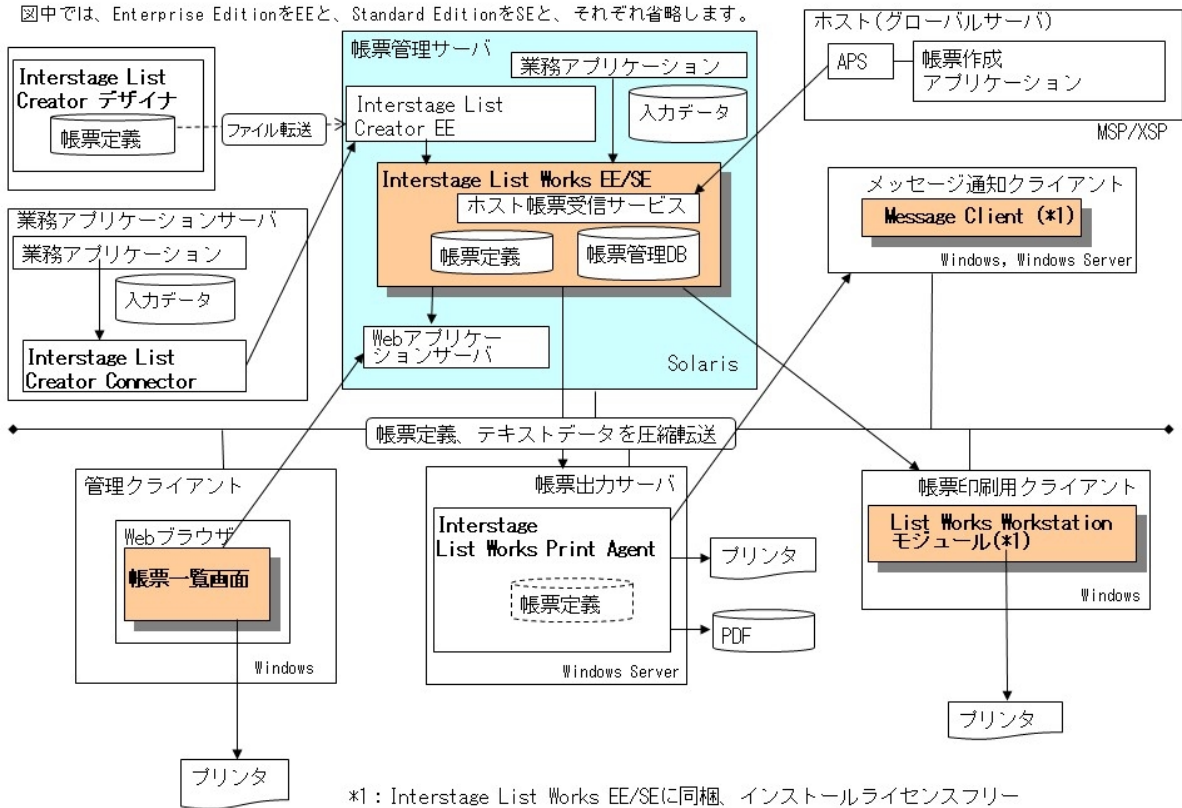 図中では、Enterprise EditionをEEと、Standard EditionをSEと、それぞれ省略します。
Interstage List
Creator デザイナ
帳票定義
ファイル転送
帳票管理サーバ
業務アプリケーション
Interstage List
Creator EE
入力データ
Interstage List Works EE/SE
ホスト帳票受信サービス
帳票定義
帳票管理DB
Webアプリケー
ションサーバ
Solaris
ホスト(グローバルサーバ)
APS
帳票作成
アプリケーション
MSP/XSP
業務アプリケーションサーバ
業務アプリケーション
入力データ
Interstage List
Creator Connector
メッセージ通知クライアント
Message Client (*1)
Windows, Windows Server
帳票定義、テキストデータを圧縮転送
管理クライアント
Webブラウザ
帳票一覧画面
Windows
プリンタ
帳票出力サーバ
Interstage
List Works Print Agent
帳票定義
Windows Server
プリンタ
PDF
帳票印刷用クライアント
List Works Workstation
モジュール(*1)
Windows
プリンタ
*1：Interstage List Works EE/SEに同梱、インストールライセンスフリー